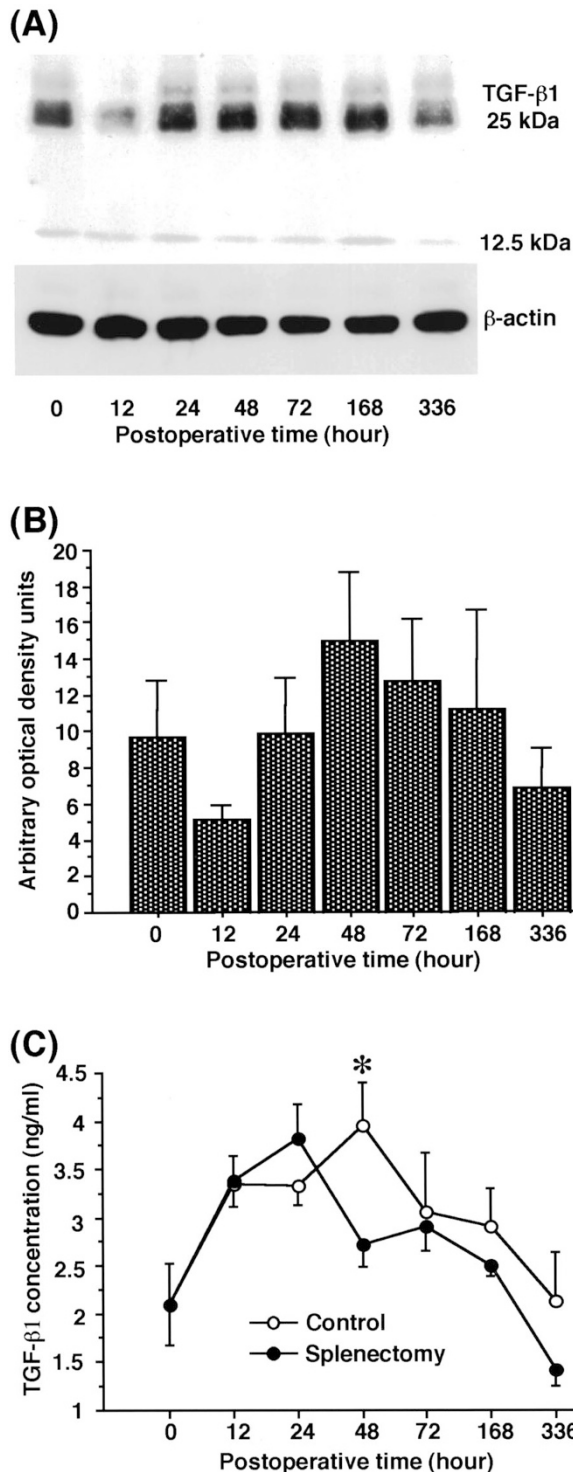 (A)
TGF-β1
25 kDa
12.5 kDa
β-actin
0 12 24 48 72 168 336
Postoperative time (hour)
(B)
Arbitrary optical density units
20
18
16
14
12
10
8
6
4
2
0
0 12 24 48 72 168 336
Postoperative time (hour)
(C)
TGF-β1 concentration (ng/ml)
4.5
4
3.5
3
2.5
2
1.5
1
*
Control
Splenectomy
0 12 24 48 72 168 336
Postoperative time (hour)